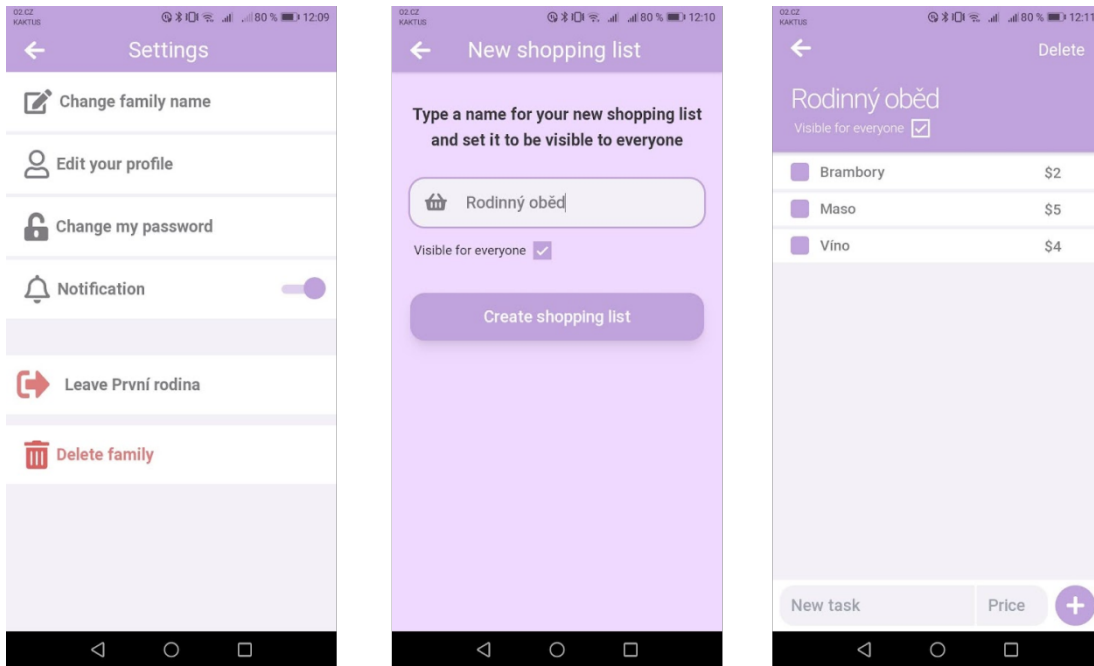 O2.CZ
KAKTUS
80 % 12:09
Settings
Change family name
Edit your profile
Change my password
Notification
Leave První rodina
Delete family
O2.CZ
KAKTUS
80 % 12:10
New shopping list
Type a name for your new shopping list
and set it to be visible to everyone
Rodinný oběd
Visible for everyone
Create shopping list
O2.CZ
KAKTUS
80 % 12:11
Delete
Rodinný oběd
Visible for everyone
Brambory $2
Maso $5
Víno $4
New task Price